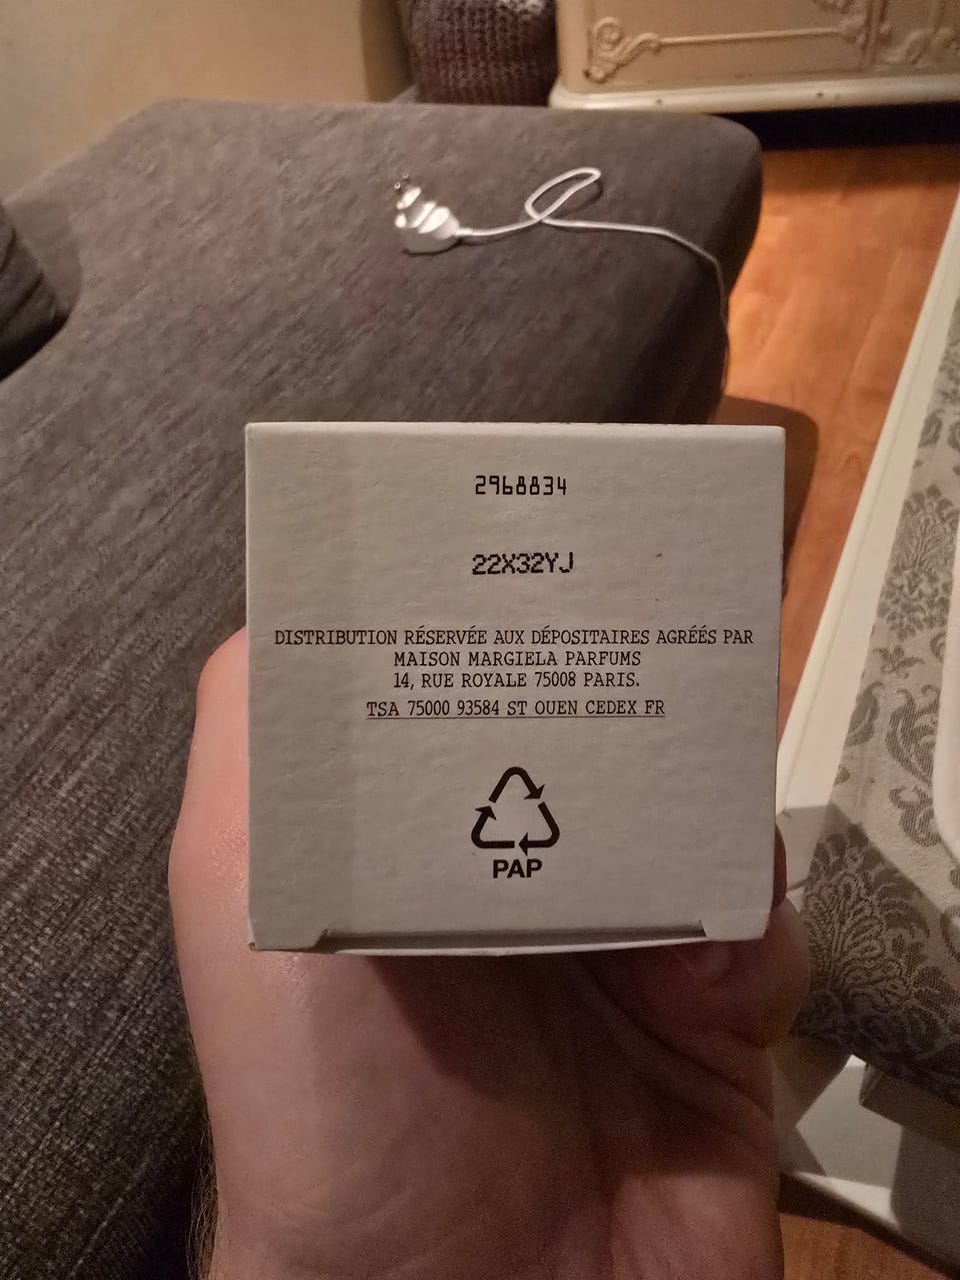 2968834
22X32YJ
DISTRIBUTION RÉSERVÉE AUX DÉPOSITAIRES AGRÉÉS PAR
MAISON MARGIELA PARFUMS
14, RUE ROYALE 75008 PARIS.
TSA 75000 93584 ST OUEN CEDEX FR
PAP